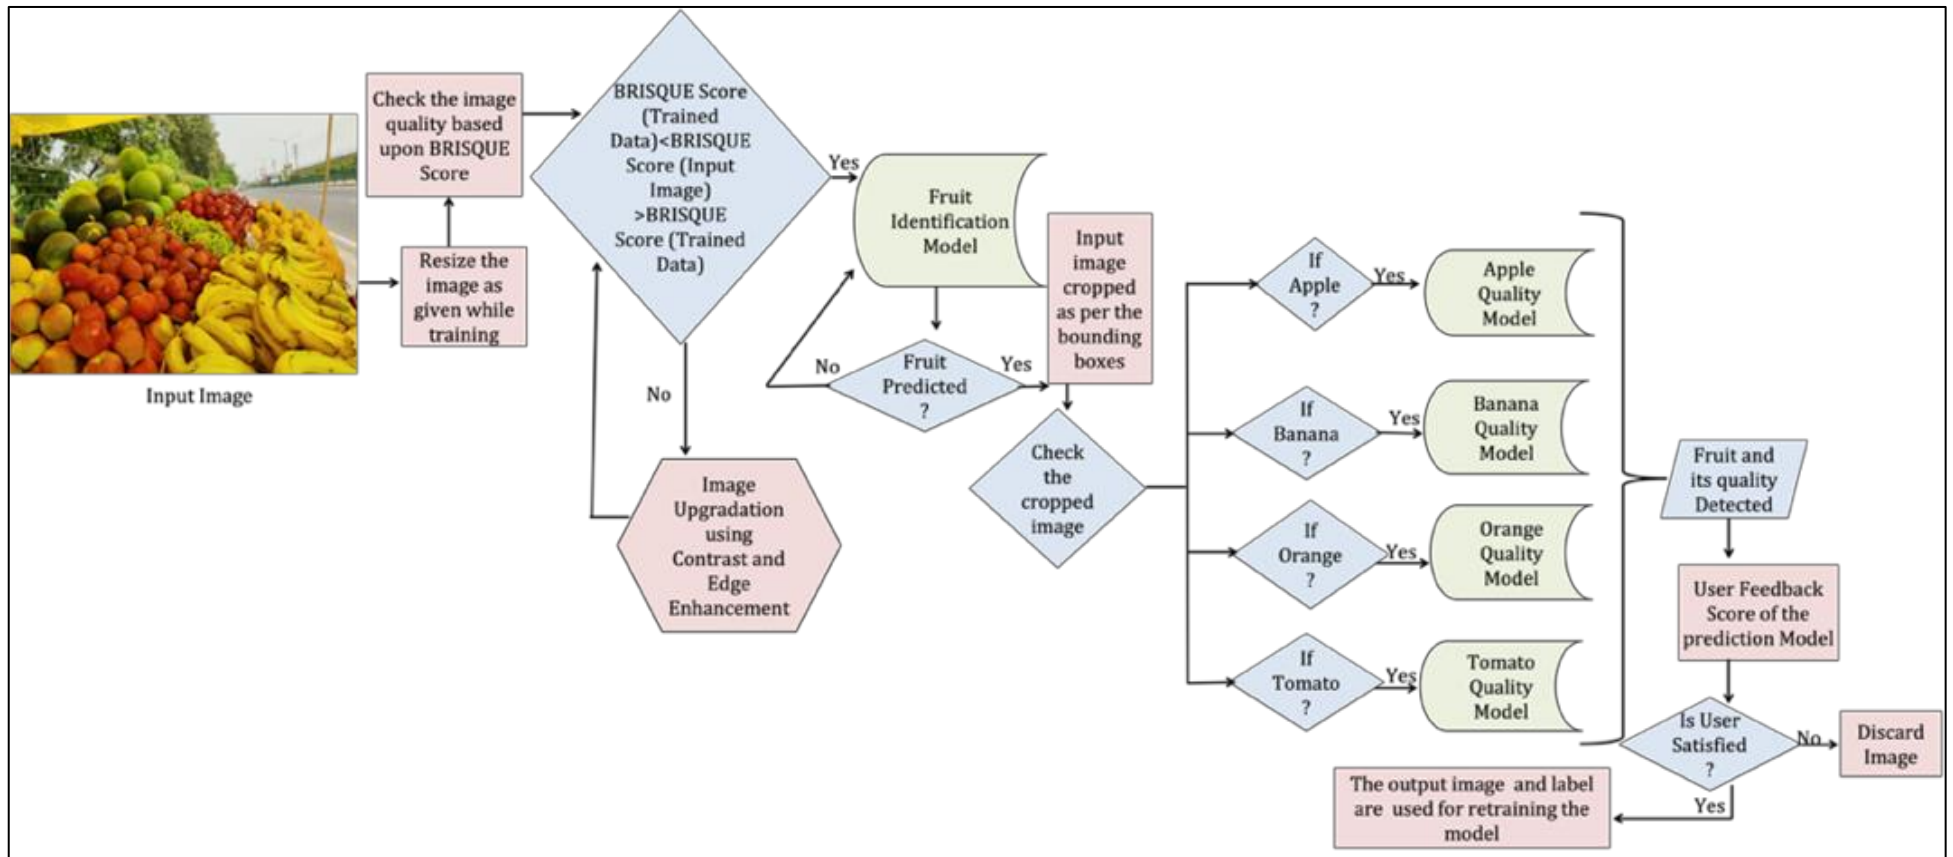 Input Image
Resize the
image as
given while
training
Check the image
quality based
upon BRISQUE
Score
BRISQUE Score
(Trained
Data)<BRISQUE
Score (Input
Image)
>BRISQUE
Score (Trained
Data)
Yes
No
Image
Upgradation
using
Contrast and
Edge
Enhancement
Fruit
Identification
Model
Fruit
Predicted
?
No
Yes
Input
image
cropped
as per the
bounding
boxes
Check
the
cropped
image
If
Apple
?
Yes
Apple
Quality
Model
If
Banana
?
Yes
Banana
Quality
Model
If
Orange
?
Yes
Orange
Quality
Model
If
Tomato
?
Yes
Tomato
Quality
Model
Fruit and
its quality
Detected
User Feedback
Score of the
prediction Model
Is User
Satisfied
?
No
Discard
Image
Yes
The output image and label
are used for retraining the
model